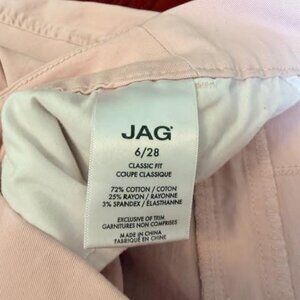 JAG
6/28
CLASSIC FIT
COUPE CLASSIQUE
72% COTTON / COTON
25% RAYON / RAYONNE
3% SPANDEX / ÉLASTHANNE
EXCLUSIVE OF TRIM
GARNITURES NON COMPRISES
MADE IN CHINA
FABRIQUÉ EN CHINE